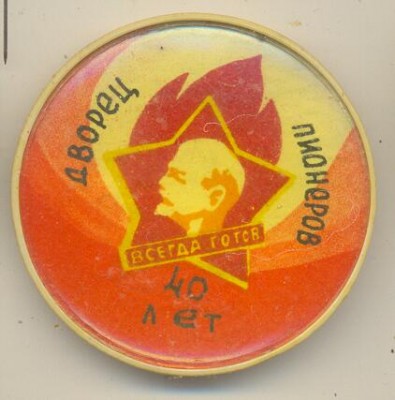 ДВОРЕЦ
ПИОНЕРОВ
ВСЕГДА ГОТОВ
40
ЛЕТ